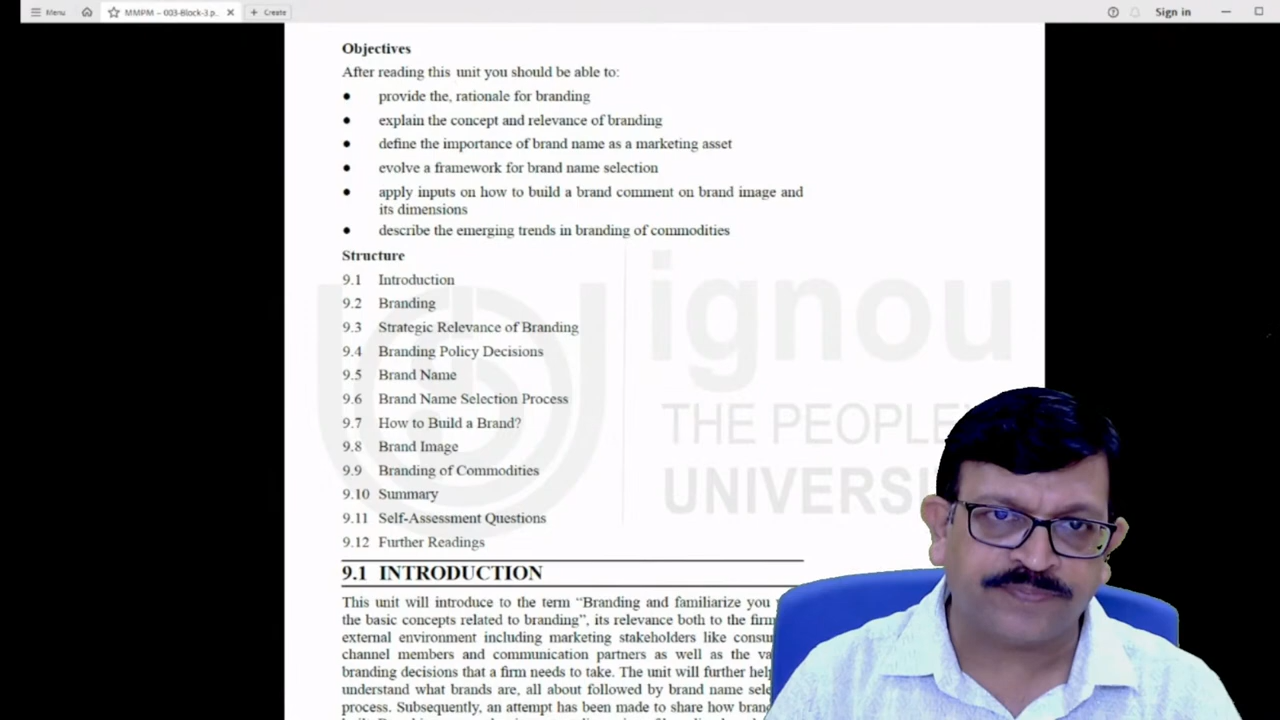 Menu
MMPM – 003-Block-3.p..
Create
Sign in
Objectives
After reading this unit you should be able to:
● provide the, rationale for branding
● explain the concept and relevance of branding
● define the importance of brand name as a marketing asset
● evolve a framework for brand name selection
● apply inputs on how to build a brand comment on brand image and
its dimensions
● describe the emerging trends in branding of commodities
Structure
9.1 Introduction
9.2 Branding
9.3 Strategic Relevance of Branding
9.4 Branding Policy Decisions
9.5 Brand Name
9.6 Brand Name Selection Process
9.7 How to Build a Brand?
9.8 Brand Image
9.9 Branding of Commodities
9.10 Summary
9.11 Self-Assessment Questions
9.12 Further Readings
ignou
THE PEOPLE'
UNIVERSI
9.1 INTRODUCTION
This unit will introduce to the term “Branding and familiarize you
the basic concepts related to branding”, its relevance both to the firm
external environment including marketing stakeholders like consu
channel members and communication partners as well as the va
branding decisions that a firm needs to take. The unit will further help
understand what brands are, all about followed by brand name sele
process. Subsequently, an attempt has been made to share how bran